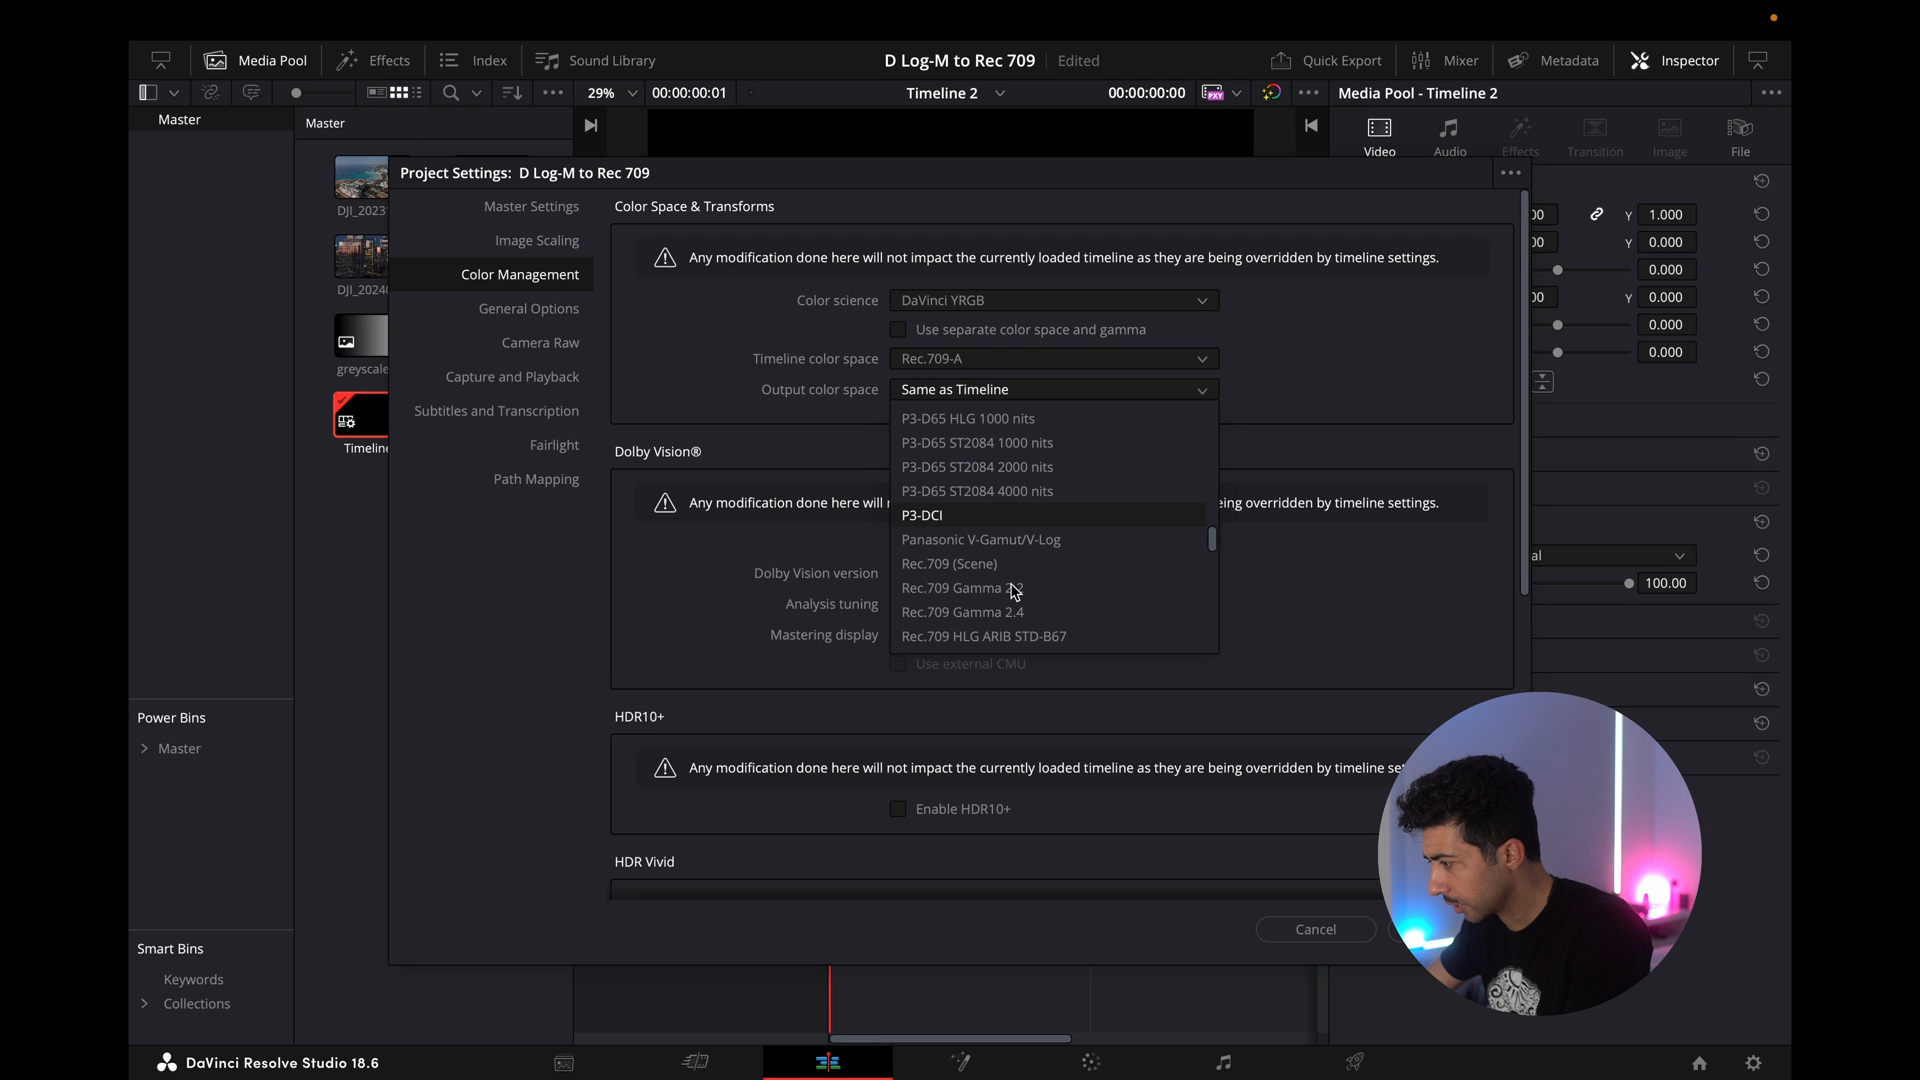 Media Pool
Effects
Index
Sound Library
D Log-M to Rec 709
Edited
Quick Export
Mixer
Metadata
Inspector
29%
00:00:00:01
Timeline 2
00:00:00:00
Media Pool - Timeline 2
Master
Master
Video
Audio
Effects
Transition
Image
File
Project Settings: D Log-M to Rec 709
Master Settings
Image Scaling
Color Management
General Options
Camera Raw
Capture and Playback
Subtitles and Transcription
Fairlight
Path Mapping
Color Space & Transforms
Any modification done here will not impact the currently loaded timeline as they are being overridden by timeline settings.
Color science
DaVinci YRGB
Use separate color space and gamma
Timeline color space
Rec.709-A
Output color space
Same as Timeline
P3-D65 HLG 1000 nits
P3-D65 ST2084 1000 nits
P3-D65 ST2084 2000 nits
P3-D65 ST2084 4000 nits
P3-DCI
Panasonic V-Gamut/V-Log
Rec.709 (Scene)
Rec.709 Gamma 2.2
Rec.709 Gamma 2.4
Rec.709 HLG ARIB STD-B67
Dolby Vision®
Any modification done here will
eing overridden by timeline settings.
Dolby Vision version
Analysis tuning
Mastering display
Use external CMU
HDR10+
Any modification done here will not impact the currently loaded timeline as they are being overridden by timeline se
Enable HDR10+
HDR Vivid
Cancel
DJI_2023
DJI_2024
greyscale
Timeline
00
Y 1.000
Y 0.000
0.000
00
Y 0.000
0.000
0.000
al
100.00
Power Bins
Master
Smart Bins
Keywords
Collections
DaVinci Resolve Studio 18.6